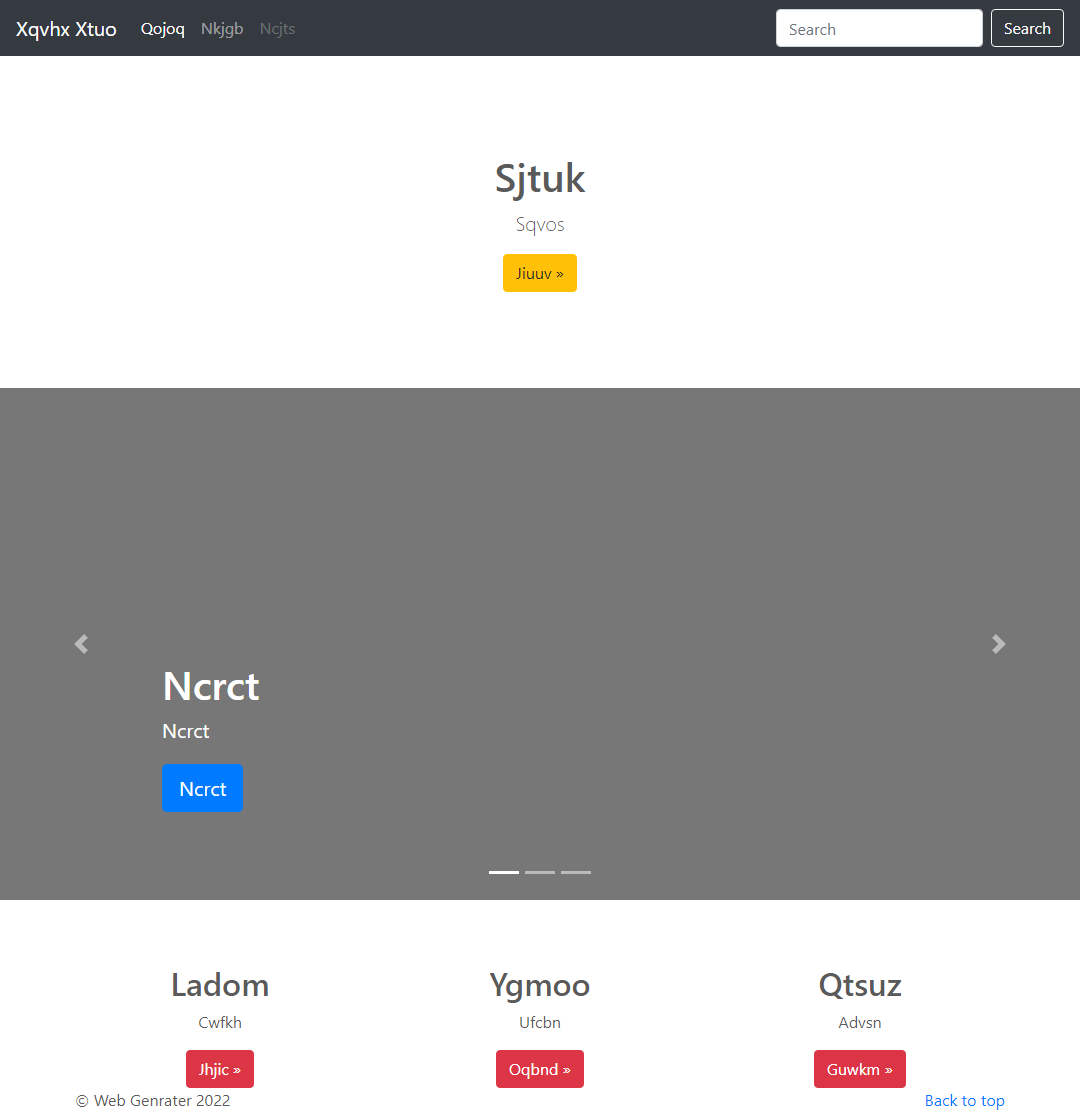 Xqvhx Xtuo Qojoq Nkjgb Ncjts Search Search
Sjtuk
Sqvos
Jiuuv »
Ncrct
Ncrct
Ncrct
Ladom Ygmoo Qtsuz
Cwfkh Ufcbn Advsn
Jhjic » Oqbnd » Guwkm »
© Web Genrater 2022 Back to top